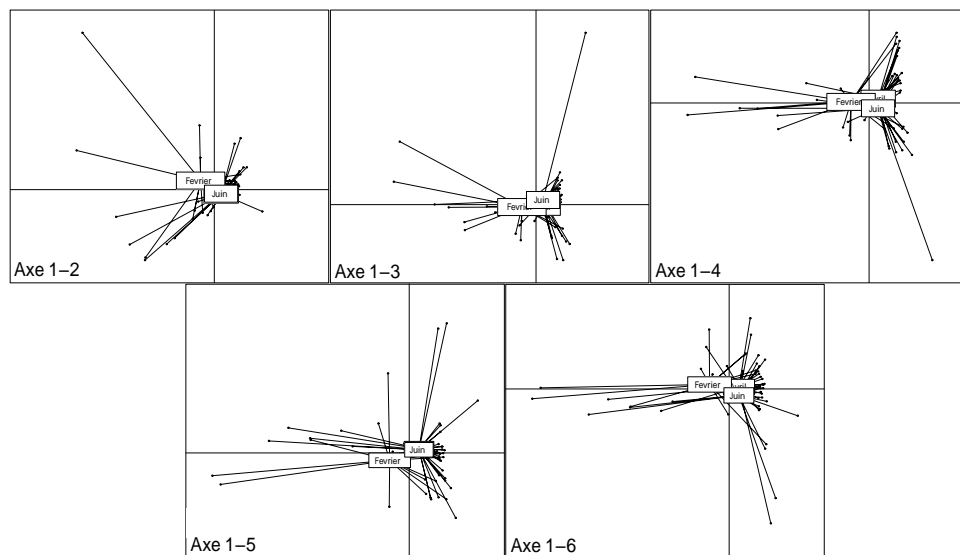 Fevrier
Juin
Axe 1–2
Fevrier
Juin
Axe 1–3
Fevrier
Juin
Axe 1–4
Juin
Fevrier
Axe 1–5
Fevrier
Juin
Axe 1–6